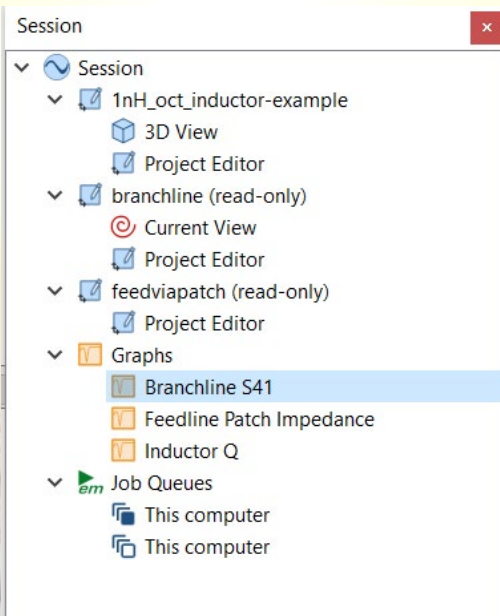 Session
Session
1nH_oct_inductor-example
3D View
Project Editor
branchline (read-only)
Current View
Project Editor
feedviapatch (read-only)
Project Editor
Graphs
Branchline S41
Feedline Patch Impedance
Inductor Q
em Job Queues
This computer
This computer